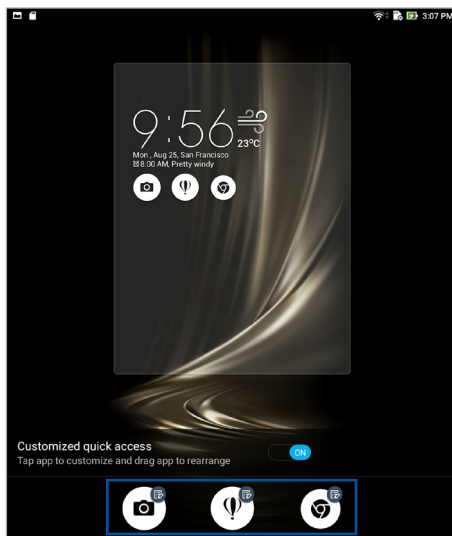 3:07 PM
9:56
23°C
Mon , Aug 25, San Francisco
8:00 AM, Pretty windy
Customized quick access
ON
Tap app to customize and drag app to rearrange